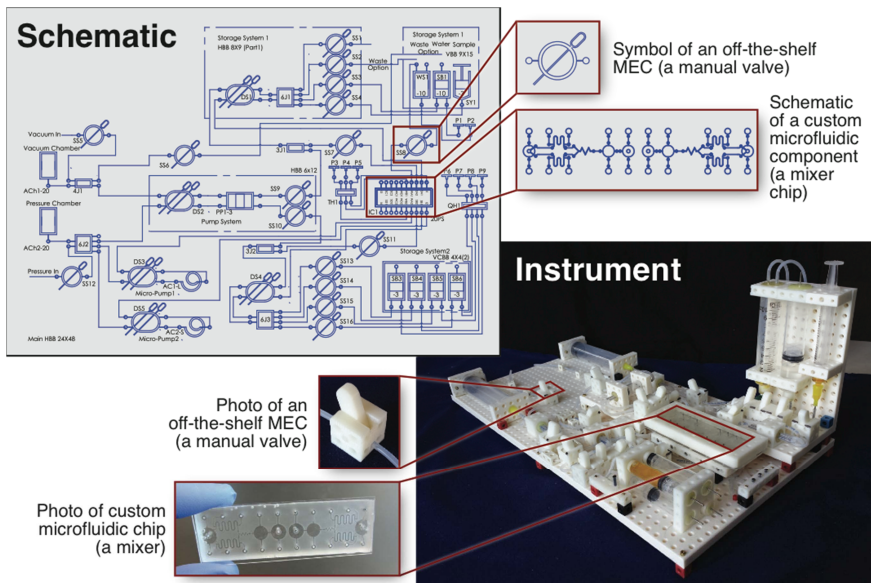 Schematic
Storage System 1
HBB 8X9 (Part1)
SS1
SS2
SS3
SS4
DS1
6J1
Waste
Option
Storage System 1
Waste Water Sample
Option
VBB 9X15
WST
-10
SB1
-10
SY1
P1 P2
Symbol of an off-the-shelf
MEC (a manual valve)
Schematic
of a custom
microfluidic
component
(a mixer
chip)
Vacuum In
SS5
Vacuum Chamber
ACh1-20
4J1
SS6
3J1
SS7
SS8
P3 P4 P5
TH1
IC1
P6 P7 P8 P9
QH1
HBB 6x12
SS9
DS2
PP1-3
SS10
Pump System
Pressure Chamber
ACh2-20
6J2
Pressure In
SS12
SS11
3J2
DS3
AC1-L
Micro-Pump1
DS4
SS13
SS14
SS15
SS16
6J3
Storage System2
VCBB 4X4(2)
SB3
-3
SB4
-3
SB5
-3
SB6
-3
DS5
AC2-S
Micro-Pump2
Main HBB 24X48
Instrument
Photo of an
off-the-shelf MEC
(a manual valve)
Photo of custom
microfluidic chip
(a mixer)